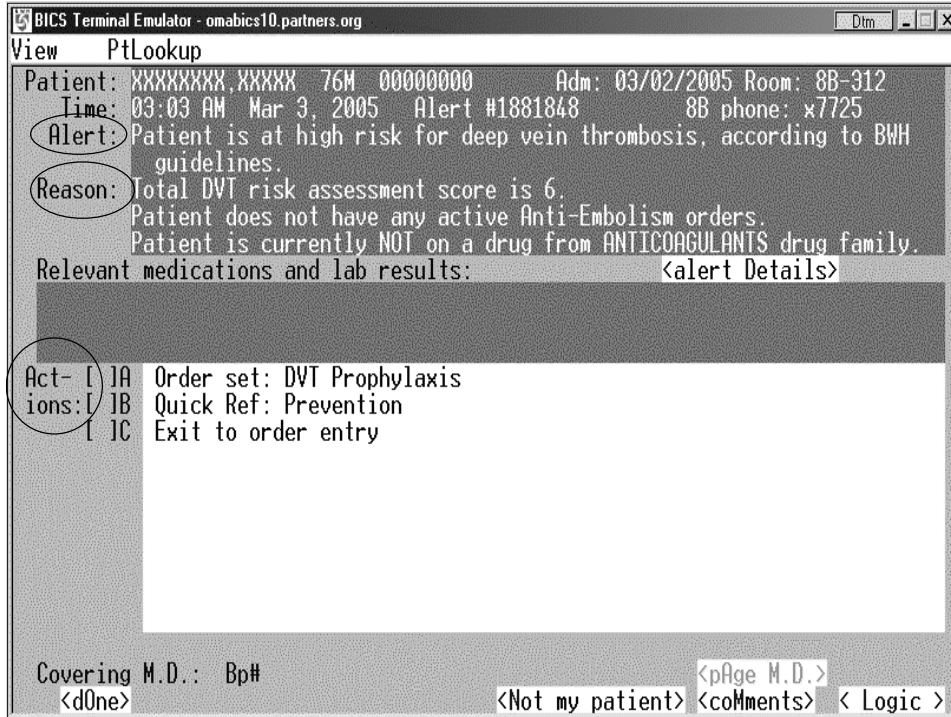 BICS Terminal Emulator - omabics10.partners.org Dtm
View PtLookup
Patient: XXXXXXXX,XXXXX 76M 00000000 Adm: 03/02/2005 Room: 8B-312
Time: 03:03 AM Mar 3, 2005 Alert #1881848 8B phone: x7725
Alert: Patient is at high risk for deep vein thrombosis, according to BWH
guidelines.
Reason: Total DVT risk assessment score is 6.
Patient does not have any active Anti-Embolism orders.
Patient is currently NOT on a drug from ANTICOAGULANTS drug family.
Relevant medications and lab results: <alert Details>
Act- [ ]A Order set: DVT Prophylaxis
ions:[ ]B Quick Ref: Prevention
[ ]C Exit to order entry
Covering M.D.: Bp# <pAge M.D.>
<dOne> <Not my patient> <coMments> < Logic >